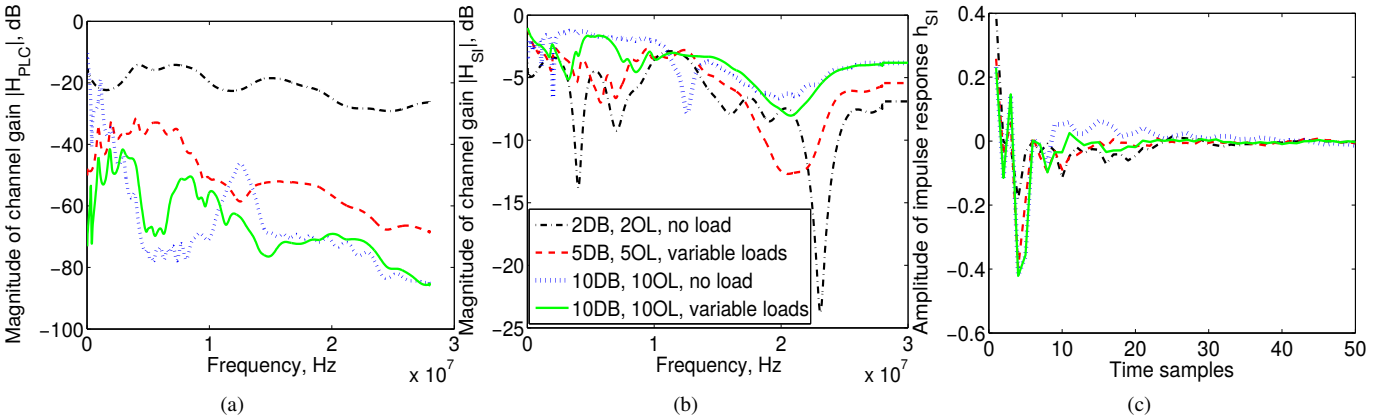 Magnitude of channel gain |H_PLC|, dB
0
−20
−40
−60
−80
−100
0
1
2
3
x 10^7
Frequency, Hz
(a)
Magnitude of channel gain |H_SI|, dB
0
−5
−10
−15
−20
−25
2DB, 2OL, no load
5DB, 5OL, variable loads
10DB, 10OL, no load
10DB, 10OL, variable loads
0
1
2
3
x 10^7
Frequency, Hz
(b)
Amplitude of impulse response h_SI
0.4
0.2
0
−0.2
−0.4
−0.6
0
10
20
30
40
50
Time samples
(c)